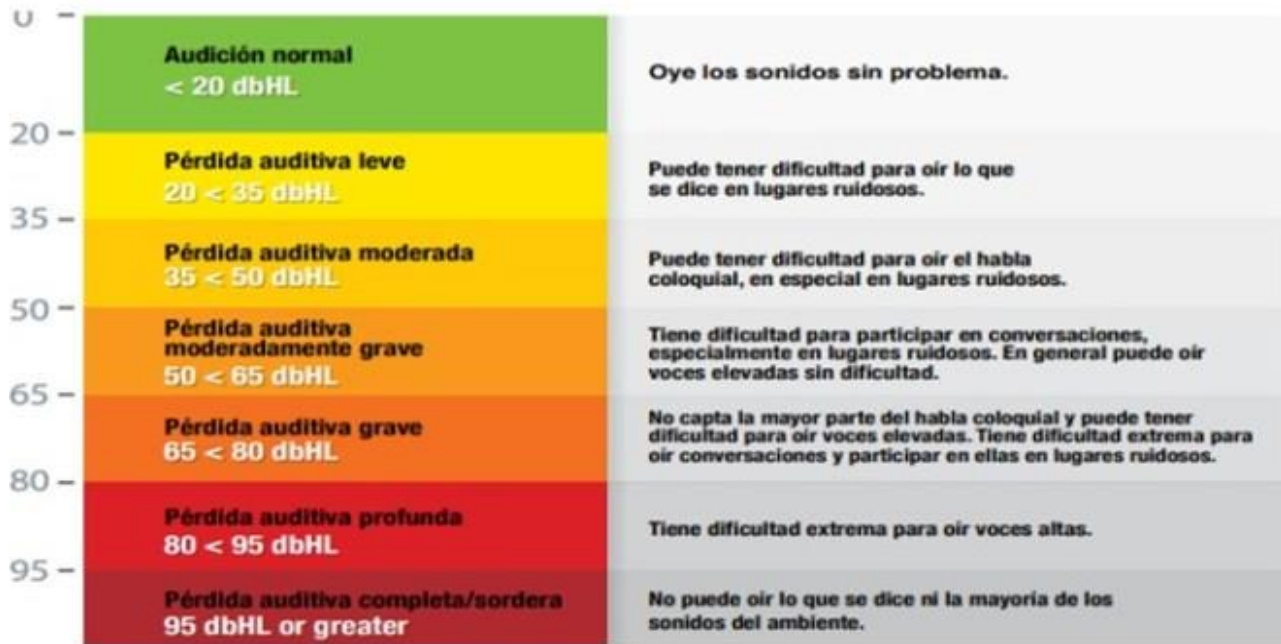 0
Audición normal
< 20 dbHL
Oye los sonidos sin problema.
20
Pérdida auditiva leve
20 < 35 dbHL
Puede tener dificultad para oír lo que
se dice en lugares ruidosos.
35
Pérdida auditiva moderada
35 < 50 dbHL
Puede tener dificultad para oír el habla
coloquial, en especial en lugares ruidosos.
50
Pérdida auditiva
moderadamente grave
50 < 65 dbHL
Tiene dificultad para participar en conversaciones,
especialmente en lugares ruidosos. En general puede oír
voces elevadas sin dificultad.
65
Pérdida auditiva grave
65 < 80 dbHL
No capta la mayor parte del habla coloquial y puede tener
dificultad para oír voces elevadas. Tiene dificultad extrema para
oír conversaciones y participar en ellas en lugares ruidosos.
80
Pérdida auditiva profunda
80 < 95 dbHL
Tiene dificultad extrema para oír voces altas.
95
Pérdida auditiva completa/sordera
95 dbHL or greater
No puede oír lo que se dice ni la mayoría de los
sonidos del ambiente.